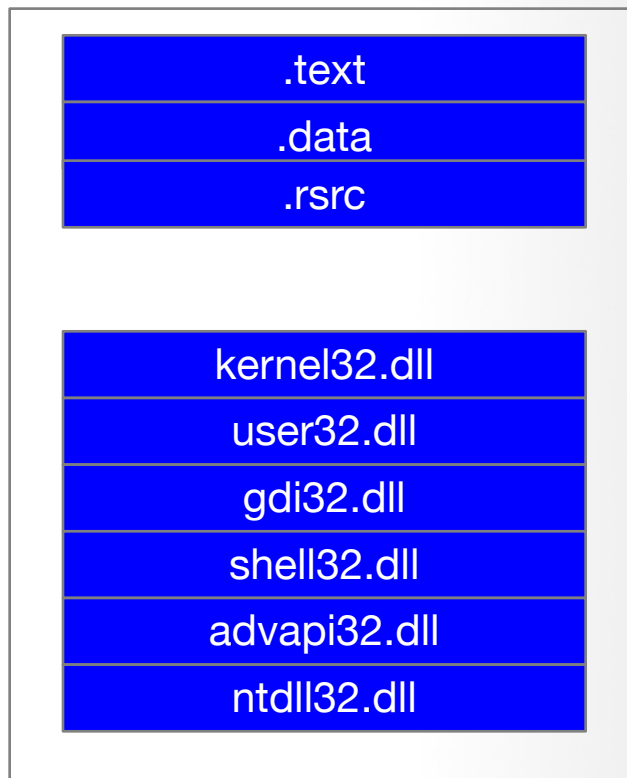 .text
.data
.rsrc
kernel32.dll
user32.dll
gdi32.dll
shell32.dll
advapi32.dll
ntdll32.dll